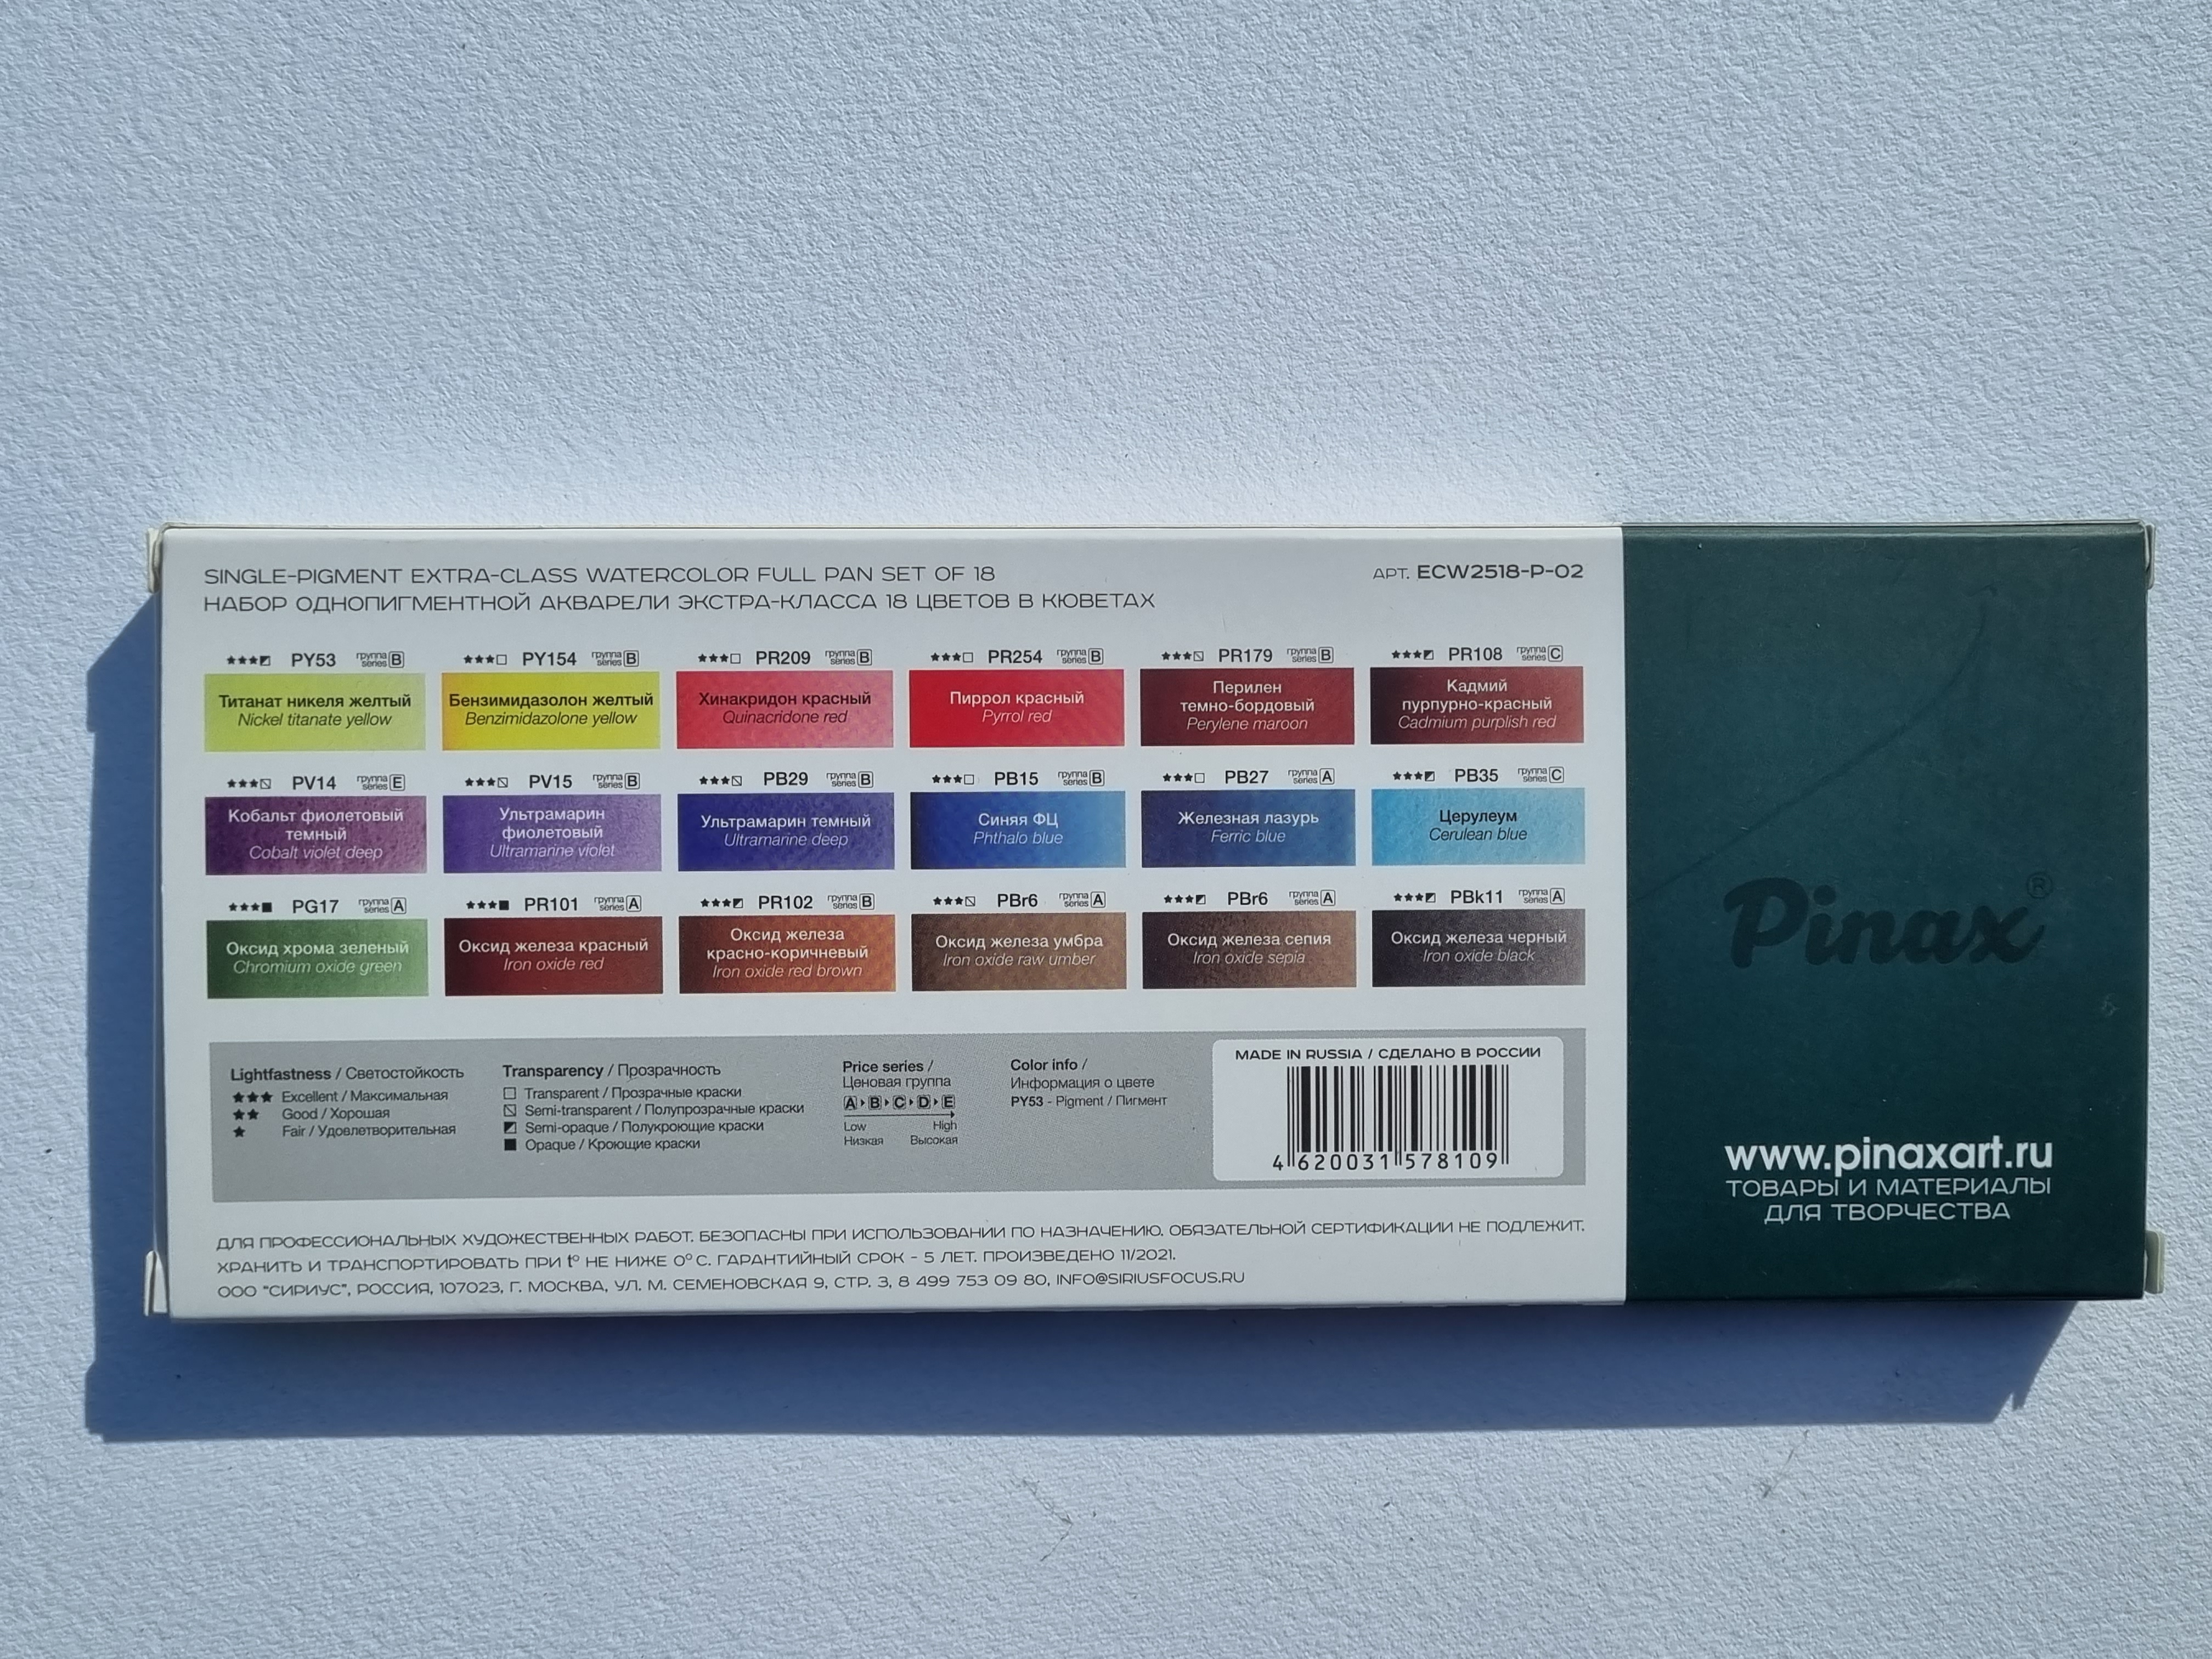 SINGLE-PIGMENT EXTRA-CLASS WATERCOLOR FULL PAN SET OF 18
НАБОР ОДНОПИГМЕНТНОЙ АКВАРЕЛИ ЭКСТРА-КЛАССА 18 ЦВЕТОВ В КЮВЕТАХ
АРТ. ECW2518-P-02
PY53 группа series B
Титанат никеля желтый
Nickel titanate yellow
PY154 группа series B
Бензимидазолон желтый
Benzimidazolone yellow
PR209 группа series B
Хинакридон красный
Quinacridone red
PR254 группа series B
Пиррол красный
Pyrrol red
PR179 группа series B
Перилен
темно-бордовый
Perylene maroon
PR108 группа series C
Кадмий
пурпурно-красный
Cadmium purplish red
PV14 группа series E
Кобальт фиолетовый
темный
Cobalt violet deep
PV15 группа series B
Ультрамарин
фиолетовый
Ultramarine violet
PB29 группа series B
Ультрамарин темный
Ultramarine deep
PB15 группа series B
Синяя ФЦ
Phthalo blue
PB27 группа series A
Железная лазурь
Ferric blue
PB35 группа series C
Церулеум
Cerulean blue
PG17 группа series A
Оксид хрома зеленый
Chromium oxide green
PR101 группа series A
Оксид железа красный
Iron oxide red
PR102 группа series B
Оксид железа
красно-коричневый
Iron oxide red brown
PBr6 группа series A
Оксид железа умбра
Iron oxide raw umber
PBr6 группа series A
Оксид железа сепия
Iron oxide sepia
PBk11 группа series A
Оксид железа черный
Iron oxide black
Lightfastness / Светостойкость
★★★ Excellent / Максимальная
★★ Good / Хорошая
★ Fair / Удовлетворительная
Transparency / Прозрачность
Transparent / Прозрачные краски
Semi-transparent / Полупрозрачные краски
Semi-opaque / Полукроющие краски
Opaque / Кроющие краски
Price series /
Ценовая группа
A B C D E
Low High
Низкая Высокая
Color info /
Информация о цвете
PY53 - Pigment / Пигмент
MADE IN RUSSIA / СДЕЛАНО В РОССИИ
4 620031 578109
ДЛЯ ПРОФЕССИОНАЛЬНЫХ ХУДОЖЕСТВЕННЫХ РАБОТ. БЕЗОПАСНЫ ПРИ ИСПОЛЬЗОВАНИИ ПО НАЗНАЧЕНИЮ. ОБЯЗАТЕЛЬНОЙ СЕРТИФИКАЦИИ НЕ ПОДЛЕЖИТ.
ХРАНИТЬ И ТРАНСПОРТИРОВАТЬ ПРИ t° НЕ НИЖЕ 0° С. ГАРАНТИЙНЫЙ СРОК - 5 ЛЕТ. ПРОИЗВЕДЕНО 11/2021.
ООО "СИРИУС", РОССИЯ, 107023, Г. МОСКВА, УЛ. М. СЕМЕНОВСКАЯ 9, СТР. 3, 8 499 753 09 80, INFO@SIRIUSFOCUS.RU
Pinax®
www.pinaxart.ru
ТОВАРЫ И МАТЕРИАЛЫ
ДЛЯ ТВОРЧЕСТВА